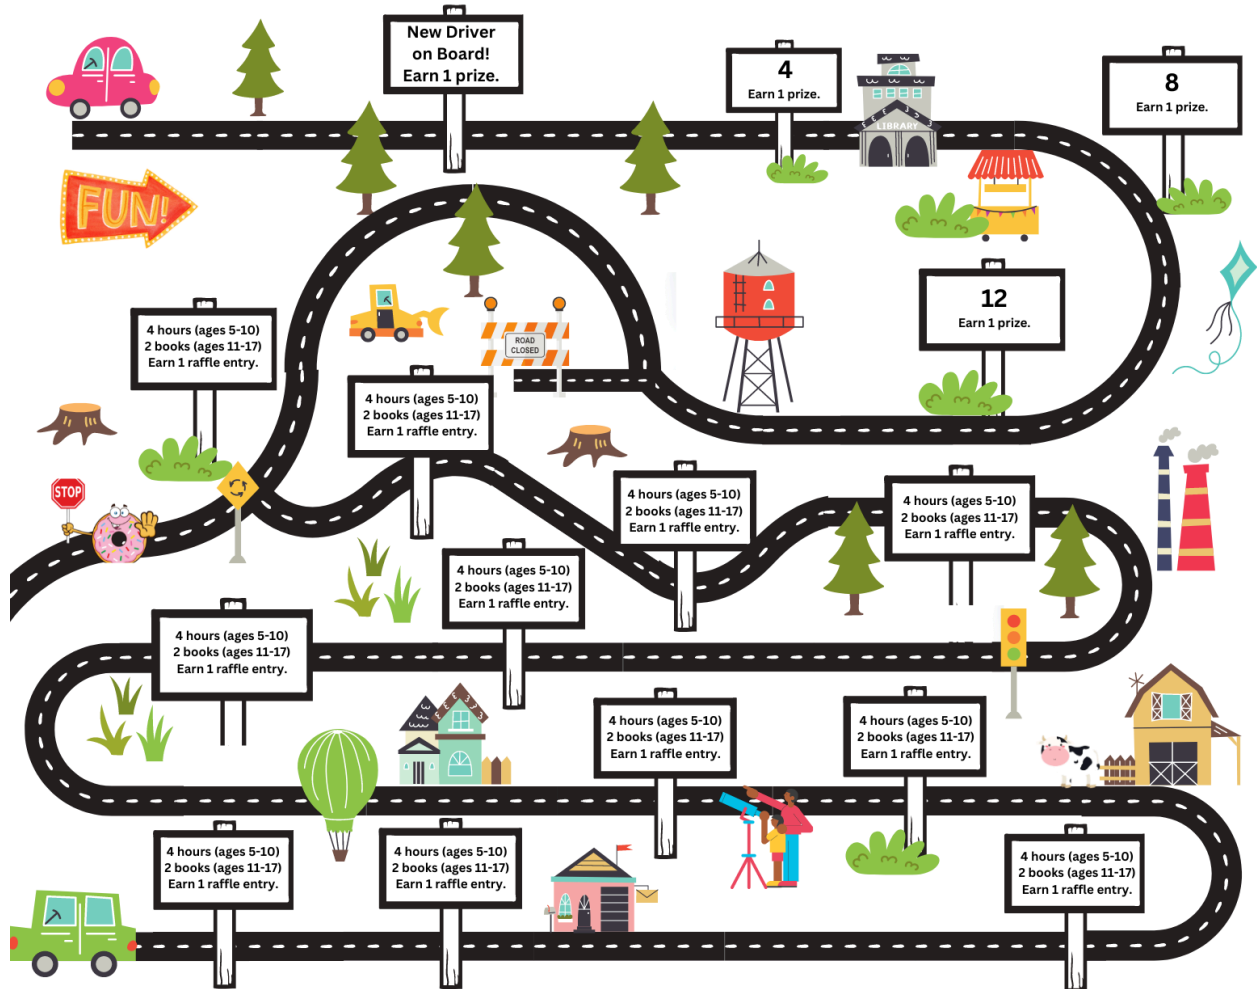 New Driver
on Board!
Earn 1 prize.
4
Earn 1 prize.
LIBRARY
8
Earn 1 prize.
FUN!
12
Earn 1 prize.
ROAD
CLOSED
4 hours (ages 5-10)
2 books (ages 11-17)
Earn 1 raffle entry.
4 hours (ages 5-10)
2 books (ages 11-17)
Earn 1 raffle entry.
STOP
4 hours (ages 5-10)
2 books (ages 11-17)
Earn 1 raffle entry.
4 hours (ages 5-10)
2 books (ages 11-17)
Earn 1 raffle entry.
4 hours (ages 5-10)
2 books (ages 11-17)
Earn 1 raffle entry.
4 hours (ages 5-10)
2 books (ages 11-17)
Earn 1 raffle entry.
4 hours (ages 5-10)
2 books (ages 11-17)
Earn 1 raffle entry.
4 hours (ages 5-10)
2 books (ages 11-17)
Earn 1 raffle entry.
4 hours (ages 5-10)
2 books (ages 11-17)
Earn 1 raffle entry.
4 hours (ages 5-10)
2 books (ages 11-17)
Earn 1 raffle entry.
4 hours (ages 5-10)
2 books (ages 11-17)
Earn 1 raffle entry.